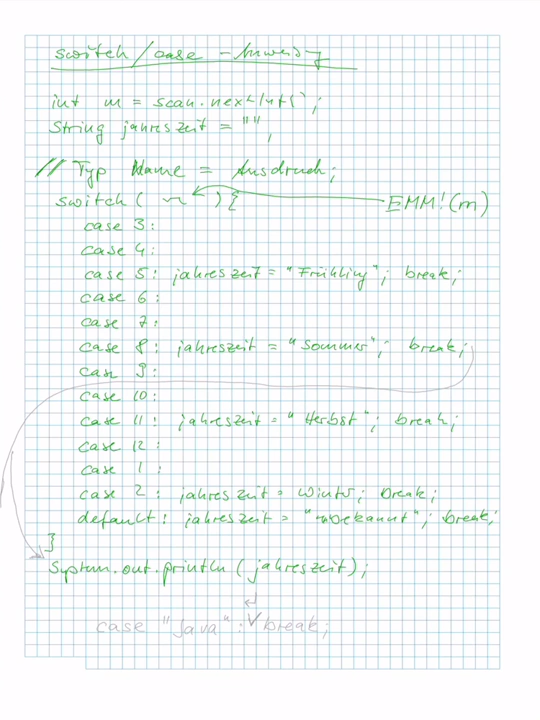 switch/case - Anweisg
int m = scan.nextInt();
String jahreszeit = "";
// Typ Name = Ausdruck;
switch( m ){ EMM!(m)
case 3:
case 4:
case 5: jahreszeit = "Frühling"; break;
case 6:
case 7:
case 8: jahreszeit = "Sommer"; break;
case 9:
case 10:
case 11: jahreszeit = "Herbst"; break;
case 12:
case 1:
case 2: jahreszeit = Winter; break;
default: jahreszeit = "unbekannt"; break;
}
System.out.println(jahreszeit);
case "Java": break;